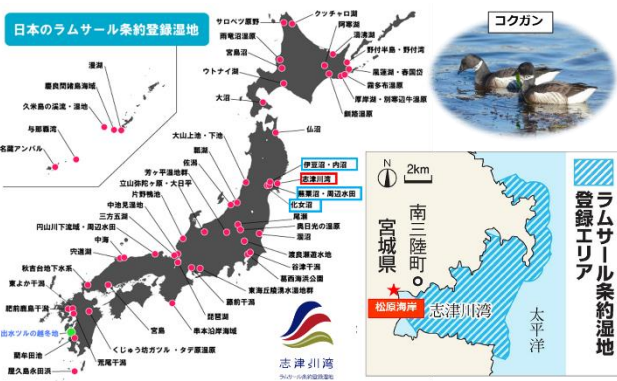 日本のラムサール条約登録湿地
コクガン
クッチャロ湖
サロベツ原野
阿寒湖
雨竜沼湿原
濤沸湖
宮島沼
野付半島・野付湾
ウトナイ湖
風蓮湖・春国岱
霧多布湿原
厚岸湖・別寒辺牛湿原
大沼
釧路湿原
仏沼
漫湖
慶良間諸島海域
久米島の渓流・湿地
与那覇湾
名蔵アンパル
大山上池・下池
瓢湖
佐潟
芳ヶ平湿地群
立山弥陀ヶ原・大日平
片野鴨池
中池見湿地
三方五湖
円山川下流域・周辺水田
中海
宍道湖
秋吉台地下水系
東よか干潟
肥前鹿島干潟
出水ツルの越冬地
藺牟田池
屋久島永田浜
荒尾干潟
くじゅう坊ガツル・タデ原湿原
宮島
串本沿岸海域
琵琶湖
藤前干潟
東海丘陵湧水湿地群
葛西海浜公園
谷津干潟
渡良瀬遊水地
涸沼
奥日光の湿原
尾瀬
化女沼
蕪栗沼・周辺水田
志津川湾
伊豆沼・内沼
志津川湾
ラムサール条約登録湿地
ラムサール条約湿地
登録エリア
N
2km
宮城県
南三陸町
松原海岸
志津川湾
太平洋